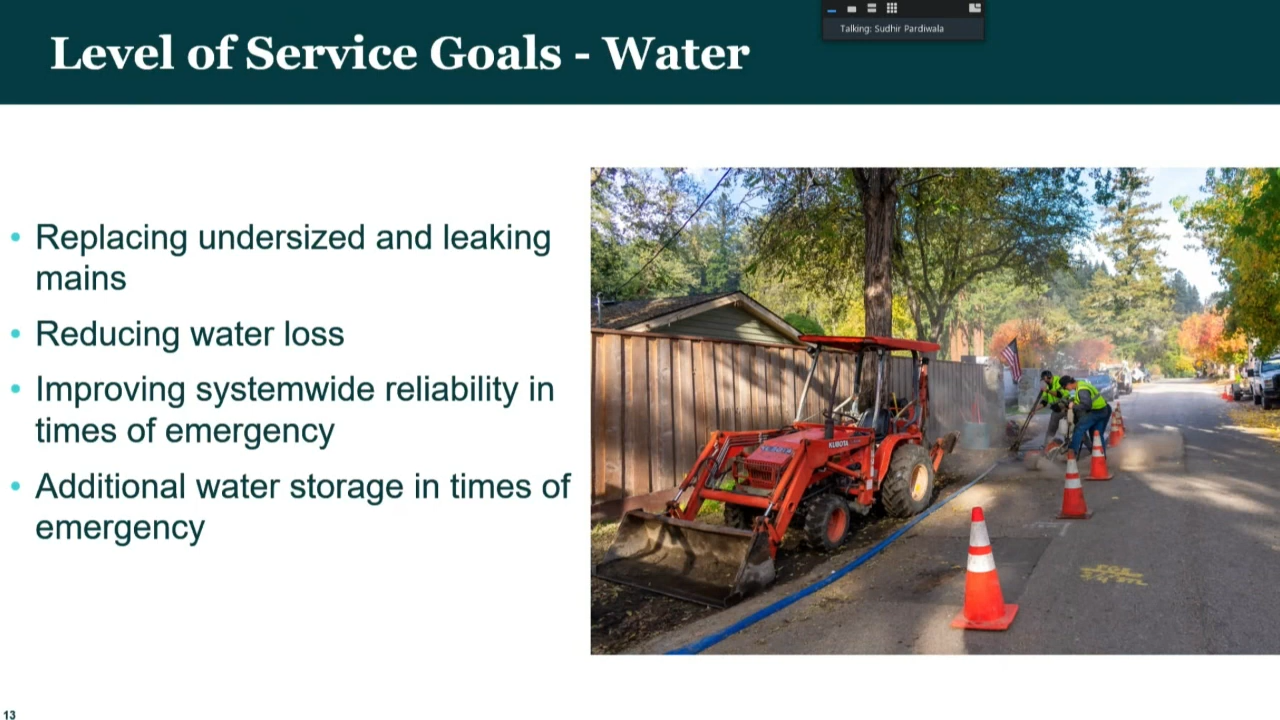 Level of Service Goals - Water
Talking: Sudhir Pardiwala
• Replacing undersized and leaking
mains
• Reducing water loss
• Improving systemwide reliability in
times of emergency
• Additional water storage in times of
emergency
KUBOTA
13